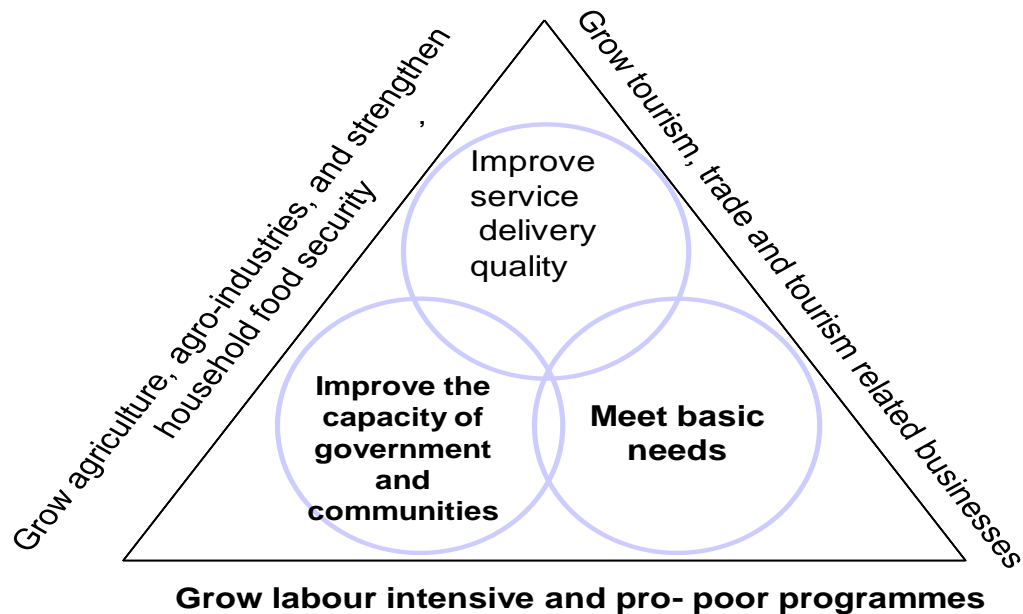 Grow agriculture, agro-industries, and strengthen ,
household food security
Grow tourism, trade and tourism related businesses
Improve
service
delivery
quality
Improve the
capacity of
government
and
communities
Meet basic
needs
Grow labour intensive and pro- poor programmes